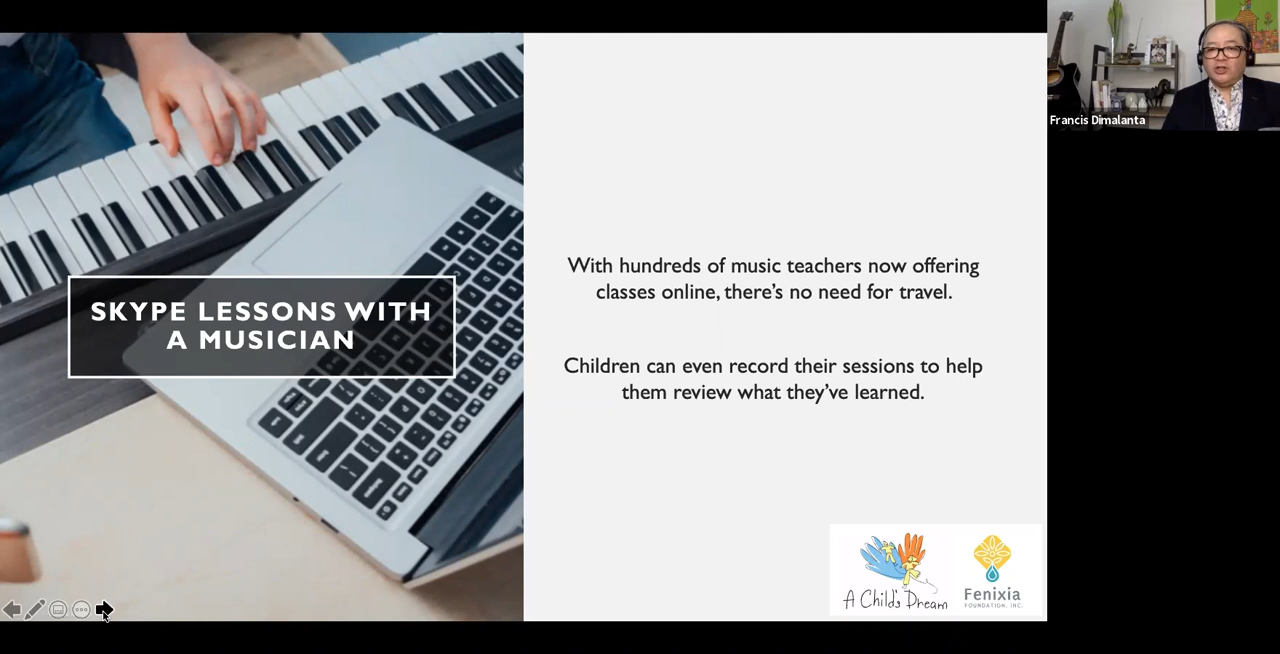 SKYPE LESSONS WITH
A MUSICIAN
With hundreds of music teachers now offering
classes online, there's no need for travel.
Children can even record their sessions to help
them review what they've learned.
A Child's Dream
Fenixia
FOUNDATION, INC.
Francis Dimalanta